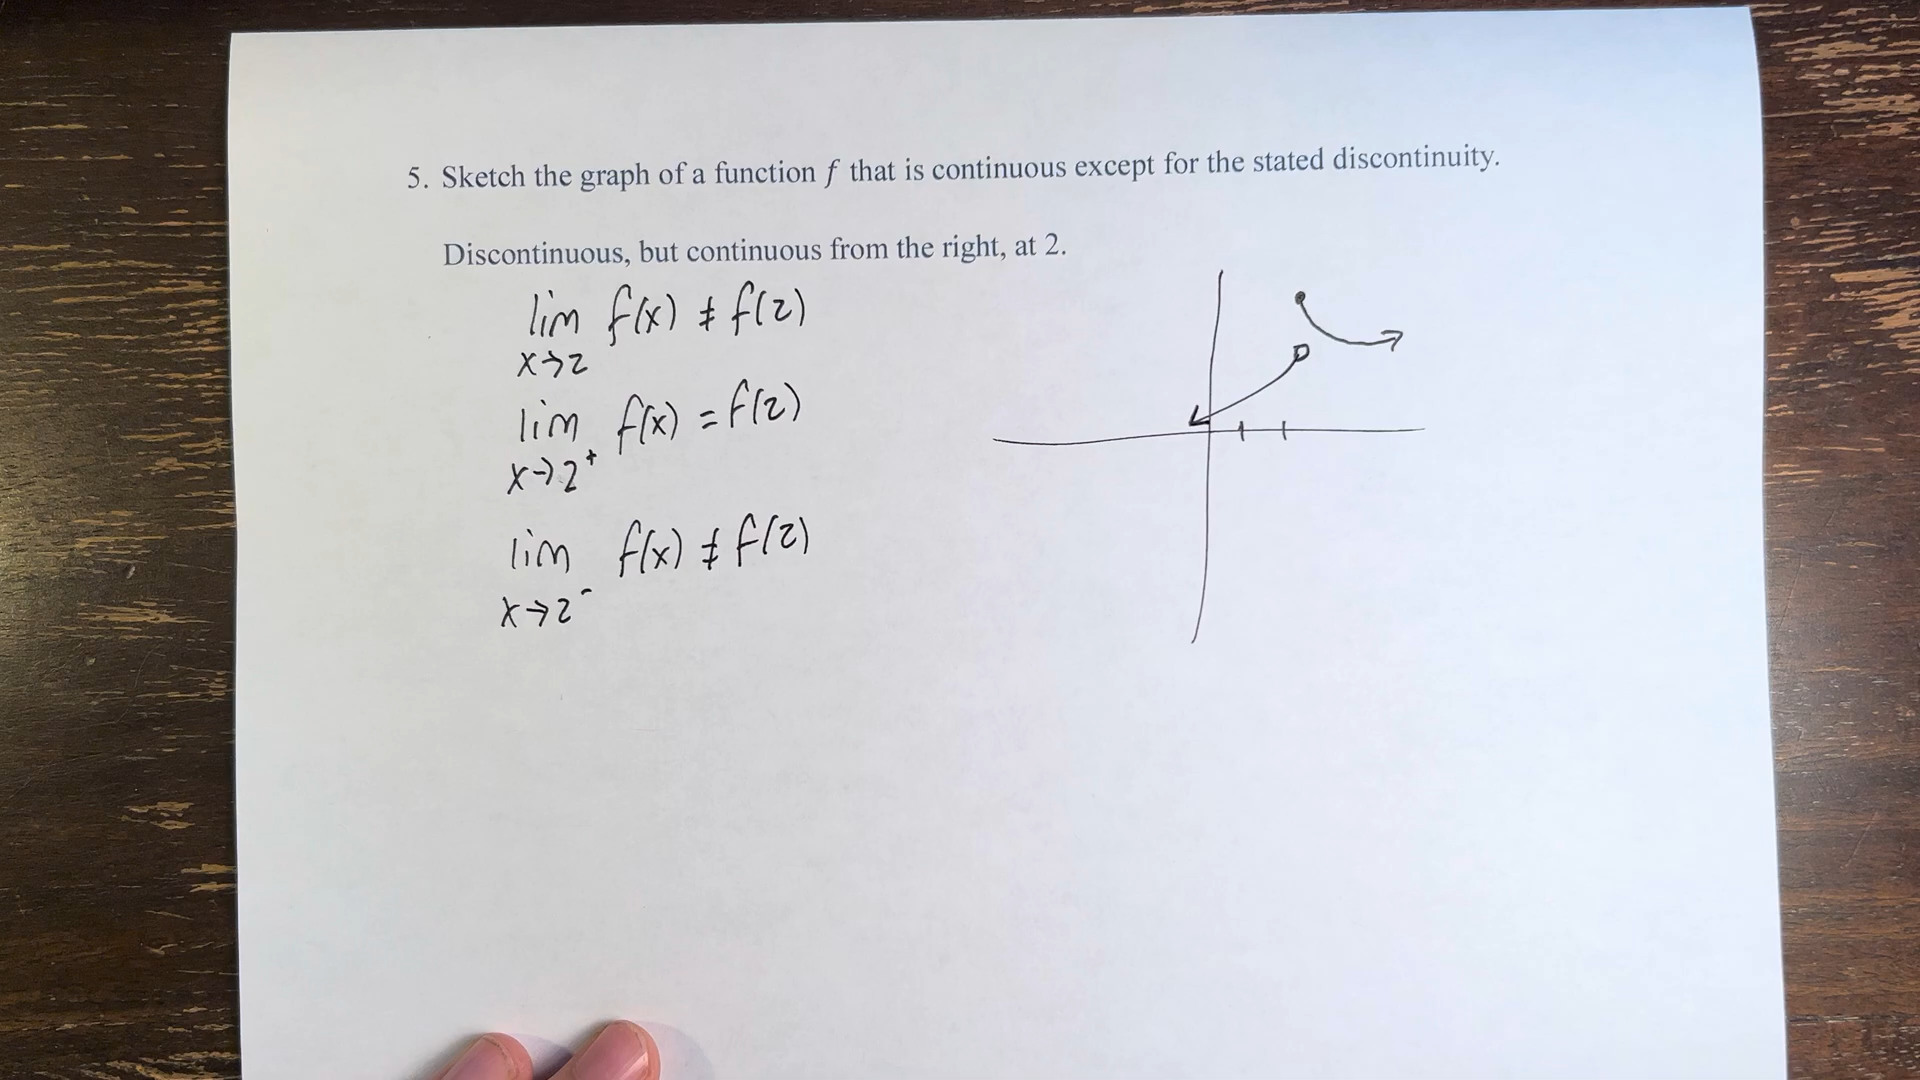 5. Sketch the graph of a function f that is continuous except for the stated discontinuity.
Discontinuous, but continuous from the right, at 2.
lim f(x) ≠ f(2)
x→2
lim f(x) = f(2)
x→2⁺
lim f(x) ≠ f(2)
x→2⁻